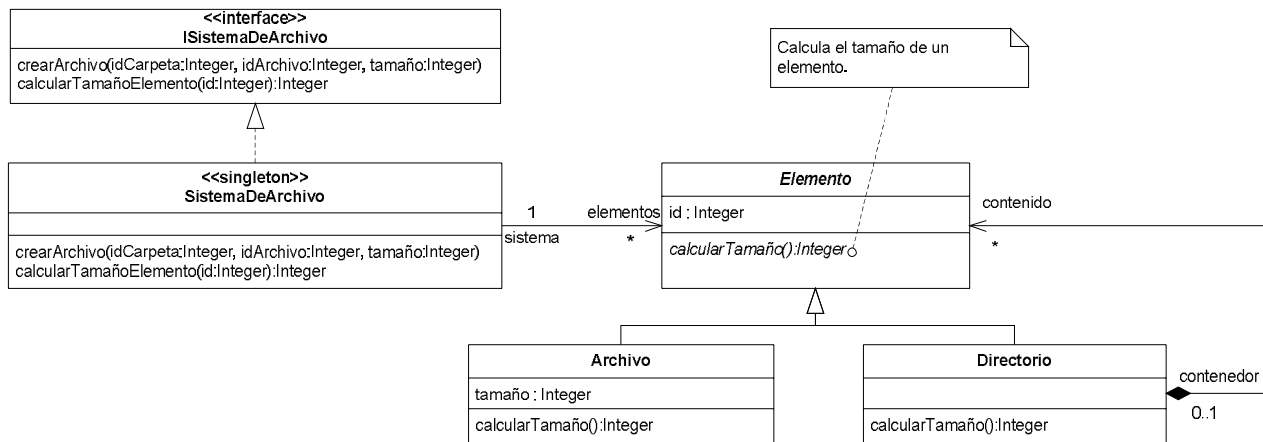 <<interface>>
ISistemaDeArchivo
crearArchivo(idCarpeta:Integer, idArchivo:Integer, tamaño:Integer)
calcularTamañoElemento(id:Integer):Integer
Calcula el tamaño de un
elemento.
<<singleton>>
SistemaDeArchivo
crearArchivo(idCarpeta:Integer, idArchivo:Integer, tamaño:Integer)
calcularTamañoElemento(id:Integer):Integer
1
sistema
elementos
*
Elemento
id : Integer
calcularTamaño():Integer
contenido
*
Archivo
tamaño : Integer
calcularTamaño():Integer
Directorio
calcularTamaño():Integer
contenedor
0..1